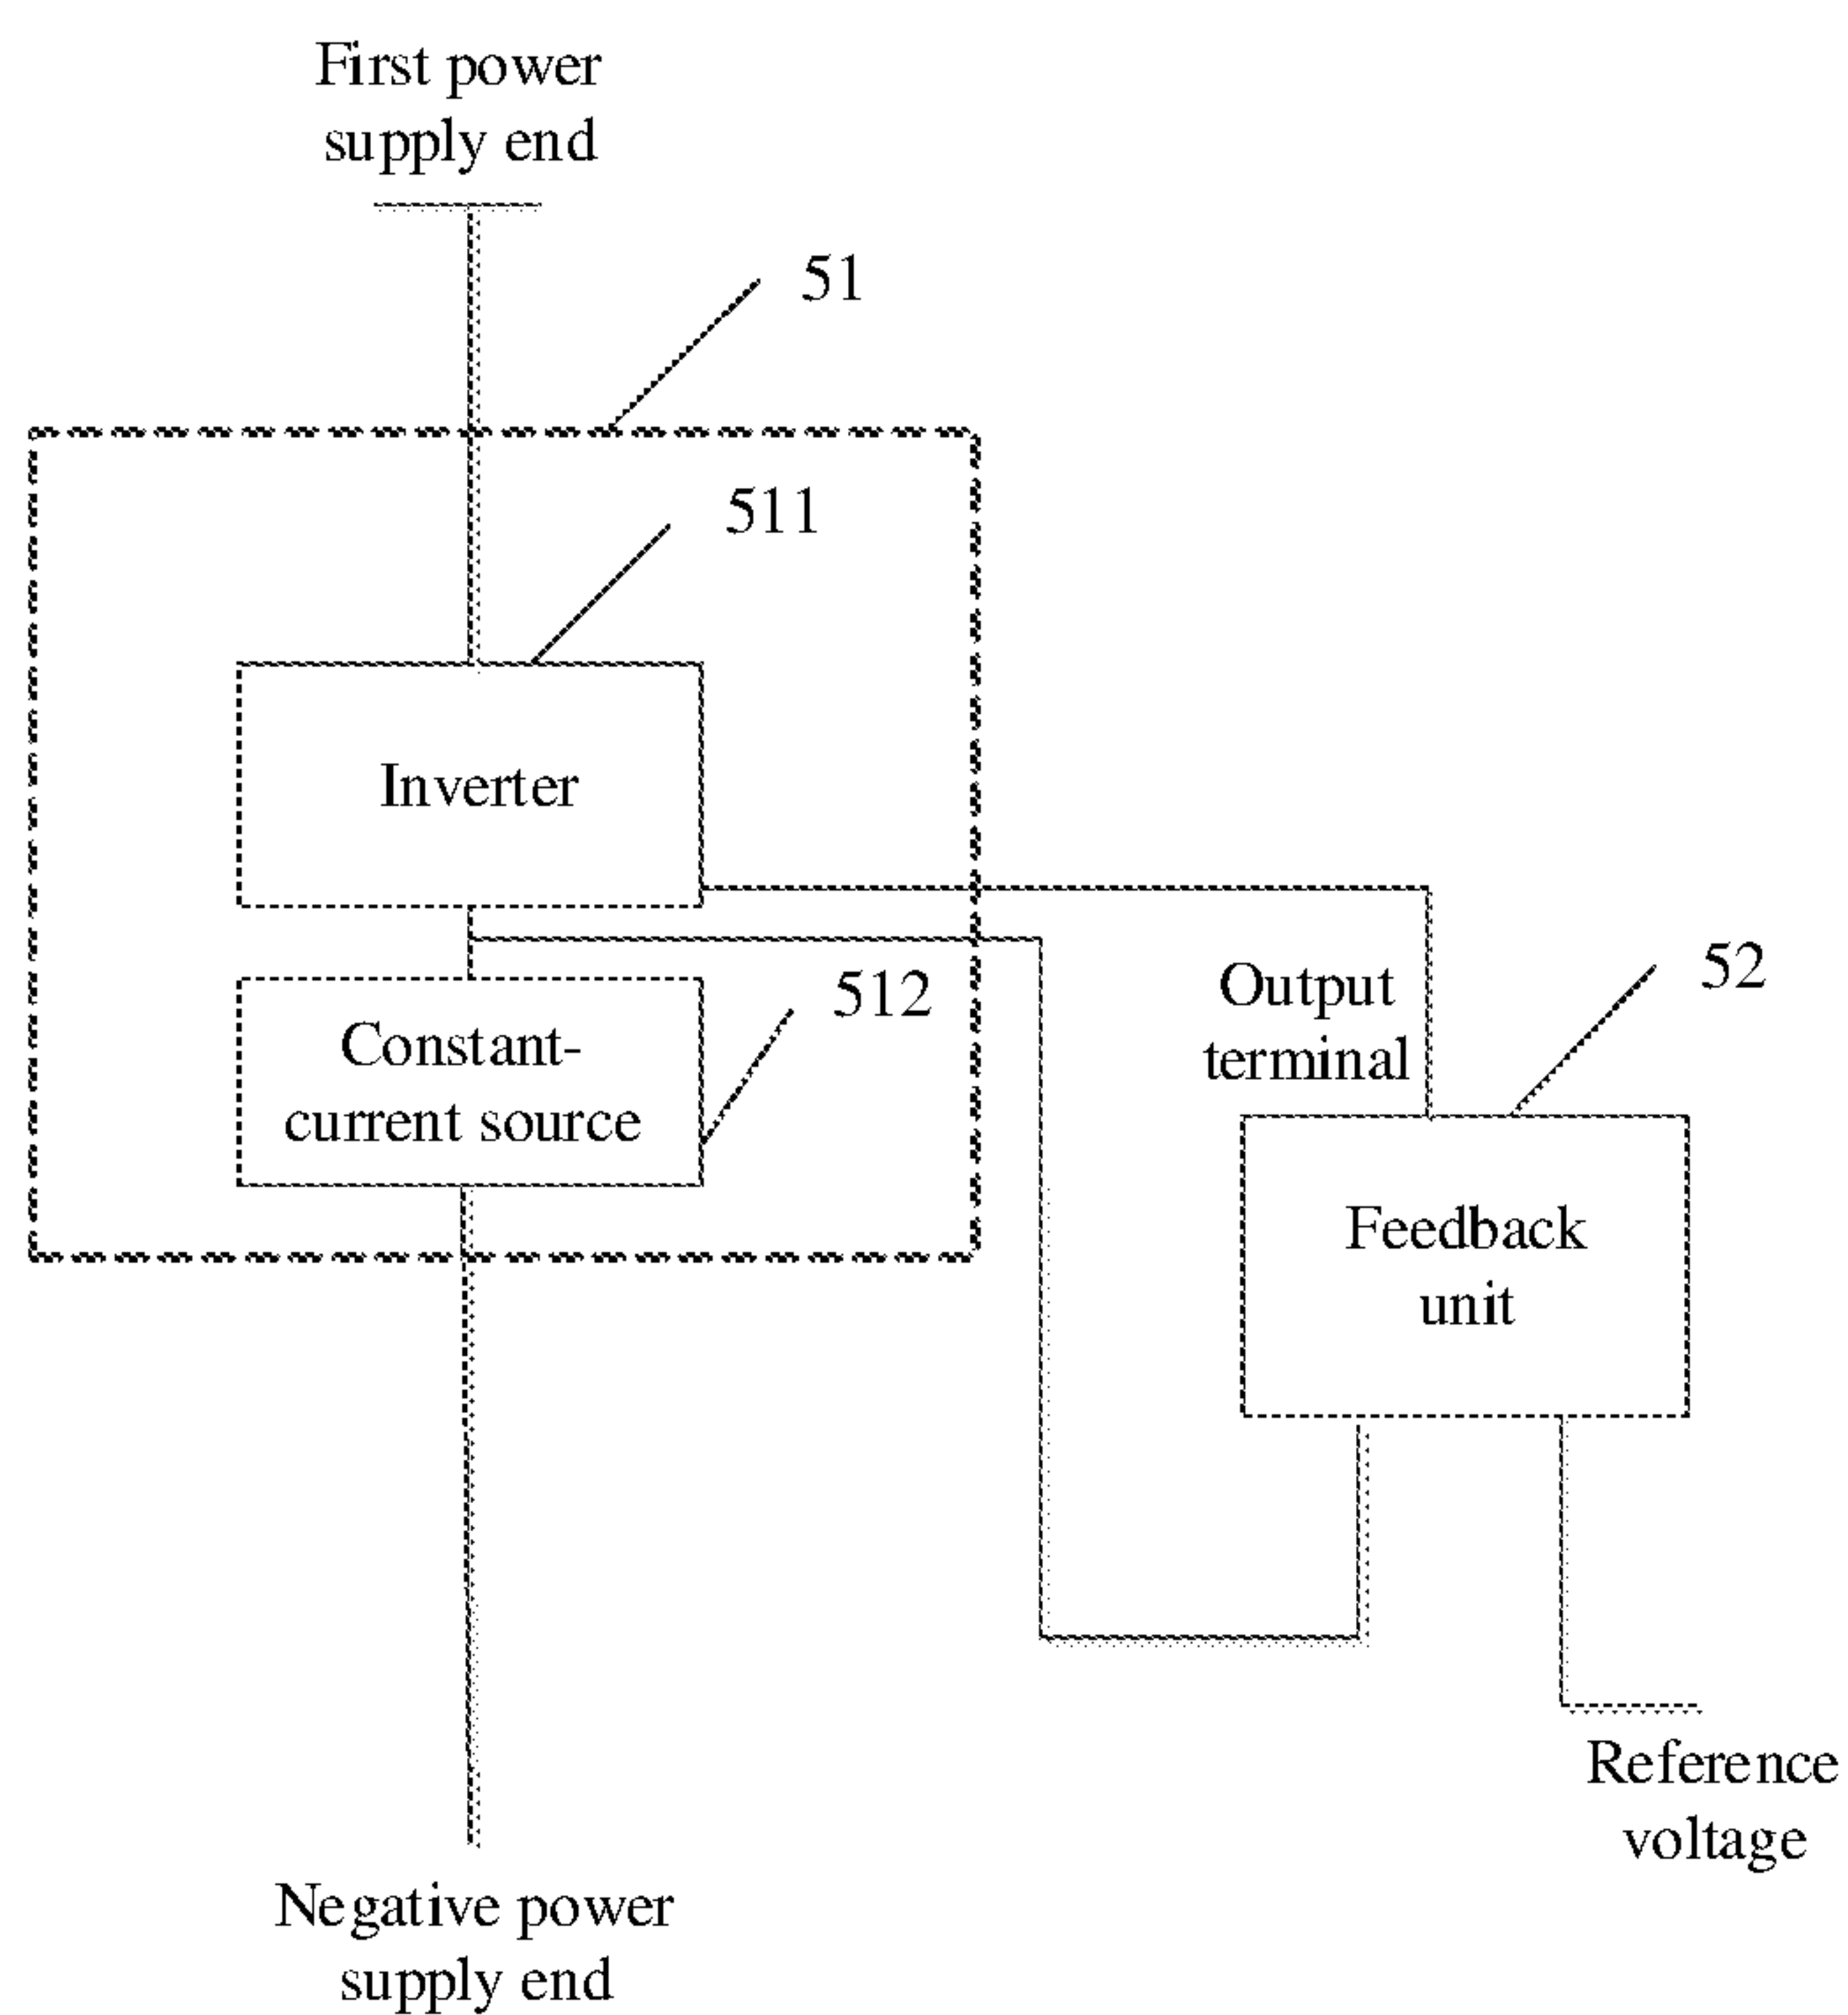 First power
supply end
51
511
Inverter
Output
terminal
52
512
Constant-
current source
Feedback
unit
Reference
voltage
Negative power
supply end